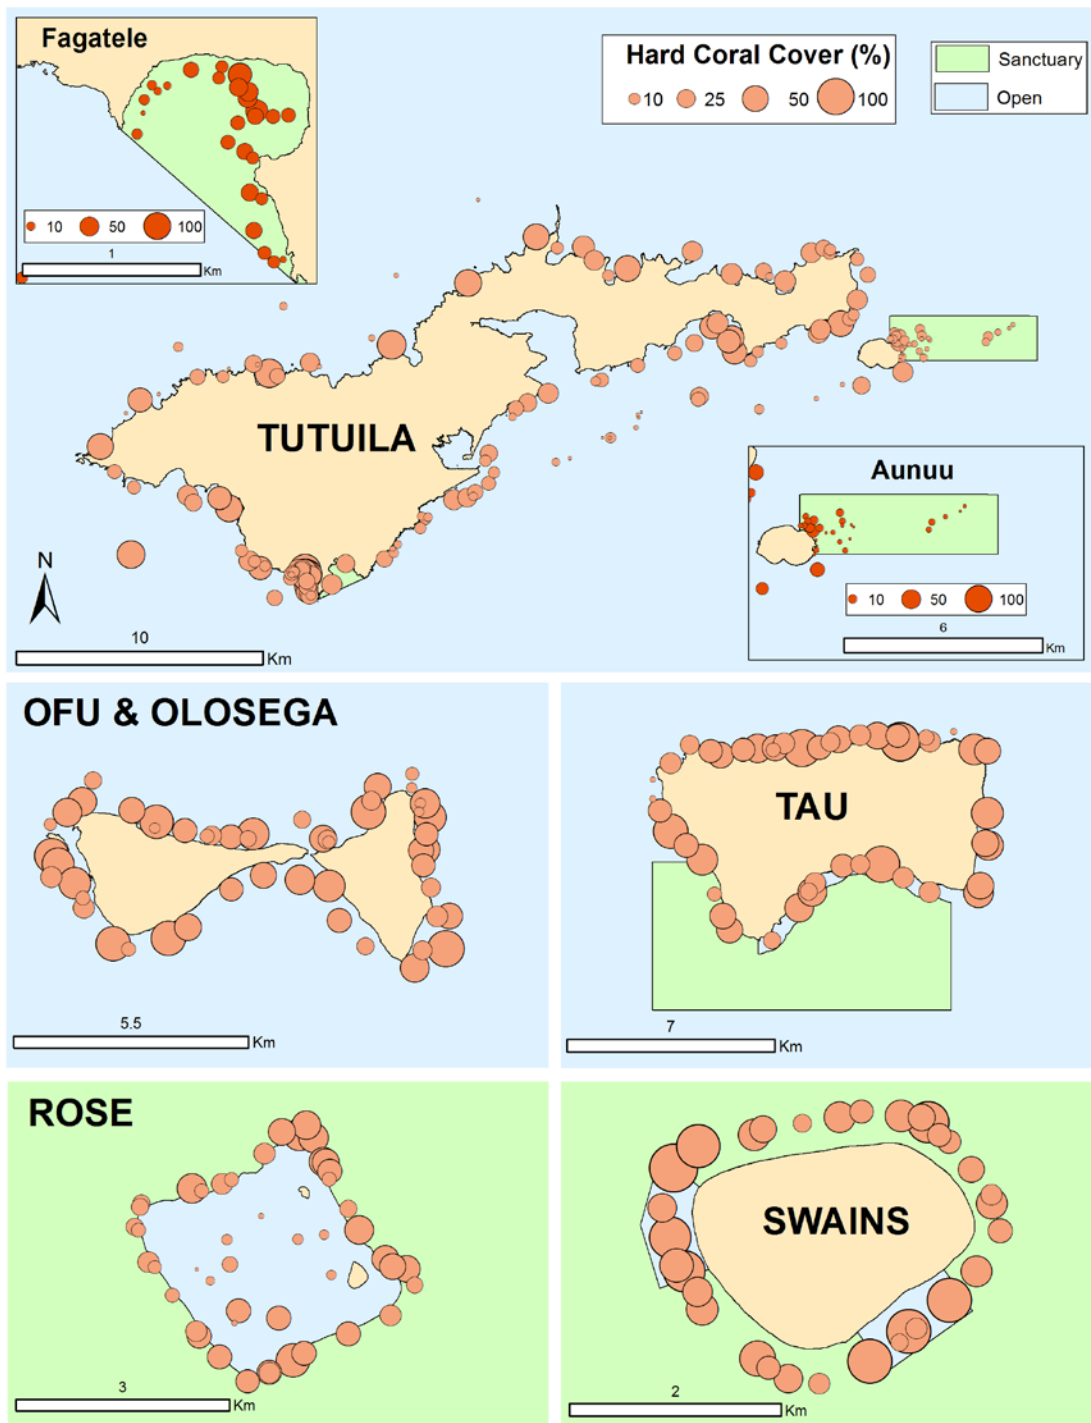 Fagatele
10 50 100
1
Km
Hard Coral Cover (%)
10 25 50 100
Sanctuary
Open
TUTUILA
N
10
Km
Aunuu
10 50 100
6
Km
OFU & OLOSEGA
5.5
Km
TAU
7
Km
ROSE
3
Km
SWAINS
2
Km